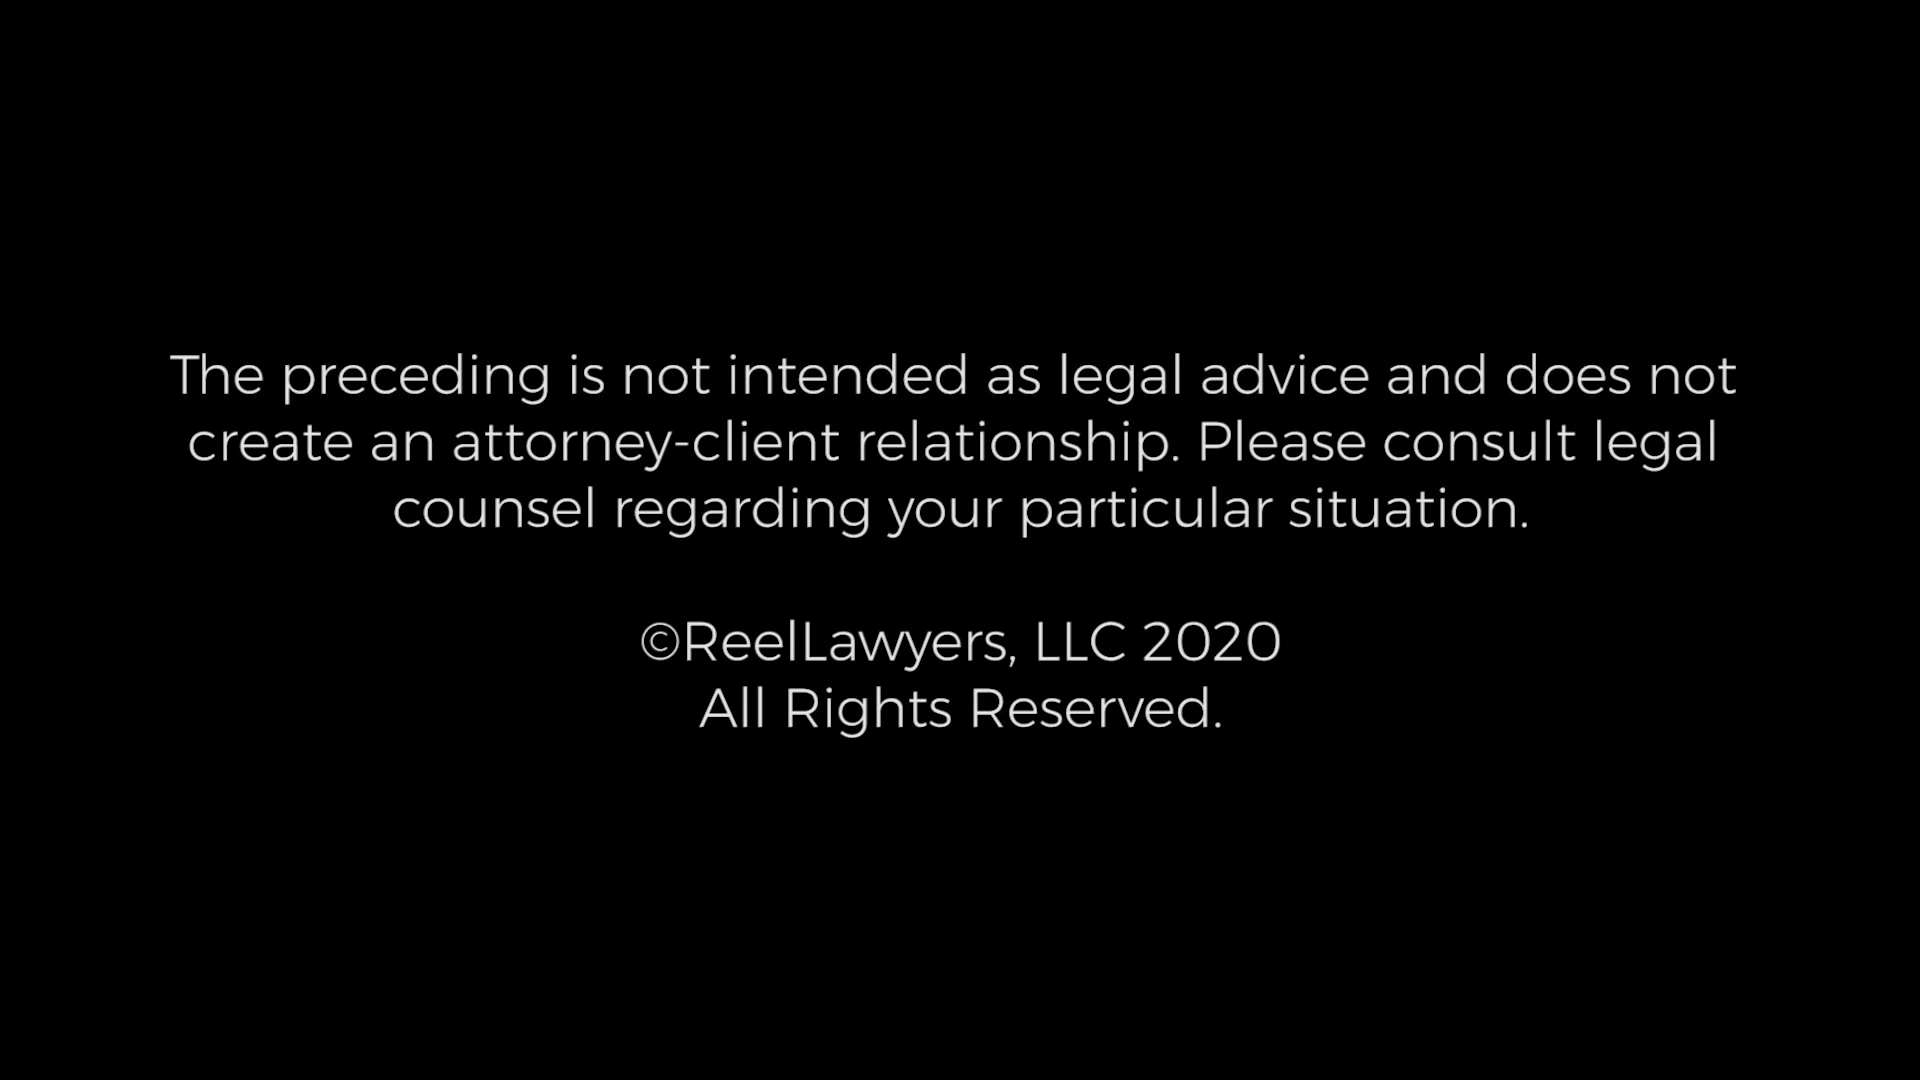 The preceding is not intended as legal advice and does not
create an attorney-client relationship. Please consult legal
counsel regarding your particular situation.
©ReelLawyers, LLC 2020
All Rights Reserved.